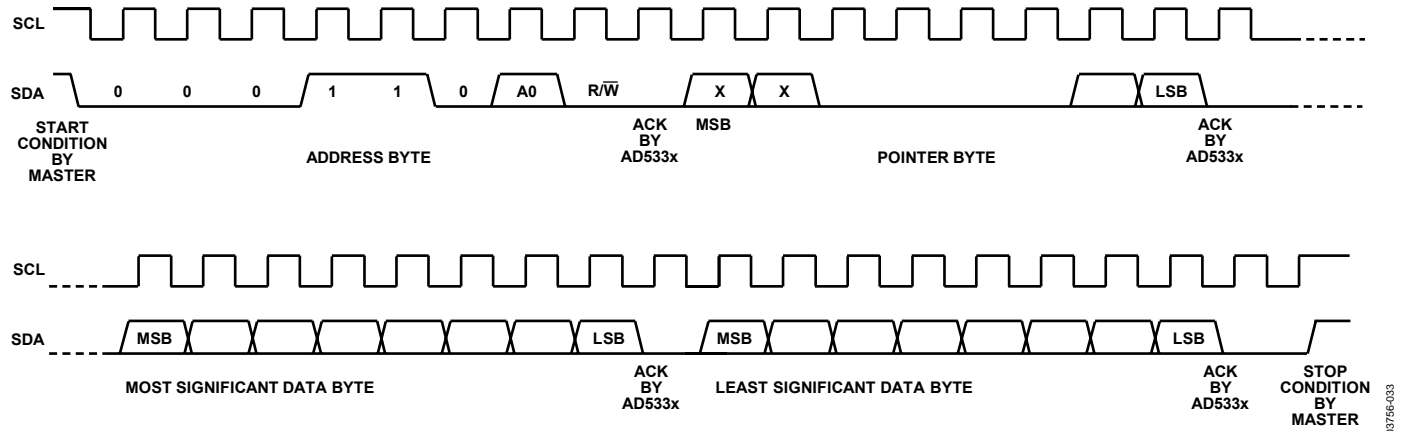 SCL
SDA 0 0 0 1 1 0 A0 R/W̅ X X LSB
START CONDITION BY MASTER
ADDRESS BYTE
ACK BY AD533x
MSB
POINTER BYTE
ACK BY AD533x
SCL
SDA MSB LSB MSB LSB
MOST SIGNIFICANT DATA BYTE
ACK BY AD533x
LEAST SIGNIFICANT DATA BYTE
ACK BY AD533x
STOP CONDITION BY MASTER
03756-033